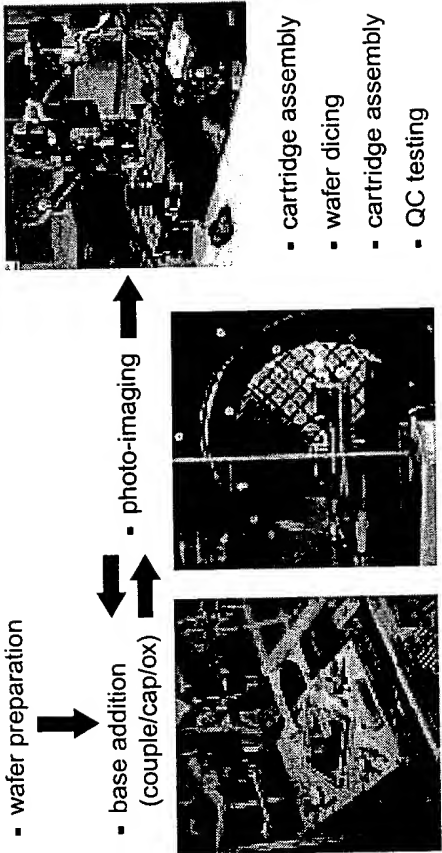 ▪ wafer preparation
▪ base addition
(couple/cap/ox)
▪ photo-imaging
▪ cartridge assembly
▪ wafer dicing
▪ cartridge assembly
▪ QC testing